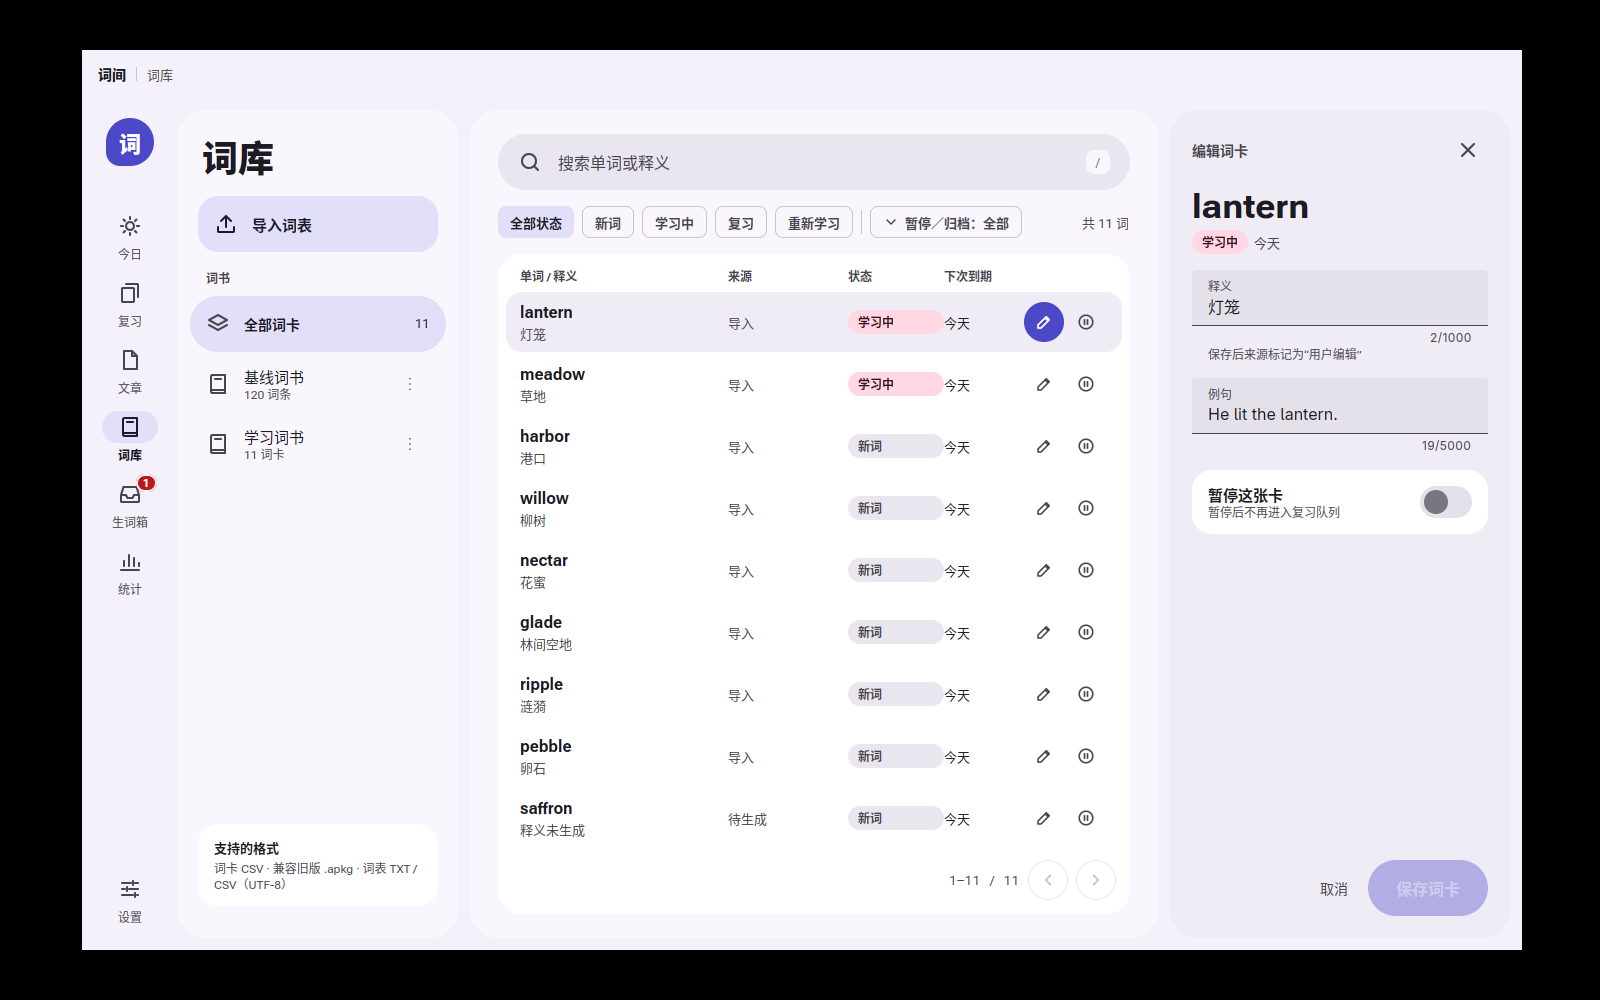 词间 词库
词
今日
复习
文章
词库
1
生词箱
统计
设置
词库
导入词表
词书
全部词卡 11
基线词书
120 词条
学习词书
11 词卡
支持的格式
词卡 CSV · 兼容旧版 .apkg · 词表 TXT /
CSV（UTF-8）
搜索单词或释义 /
全部状态 新词 学习中 复习 重新学习 暂停／归档：全部 共 11 词
单词 / 释义 来源 状态 下次到期
lantern
灯笼
导入 学习中 今天
meadow
草地
导入 学习中 今天
harbor
港口
导入 新词 今天
willow
柳树
导入 新词 今天
nectar
花蜜
导入 新词 今天
glade
林间空地
导入 新词 今天
ripple
涟漪
导入 新词 今天
pebble
卵石
导入 新词 今天
saffron
释义未生成
待生成 新词 今天
1–11 / 11
编辑词卡
lantern
学习中 今天
释义
灯笼
2/1000
保存后来源标记为“用户编辑”
例句
He lit the lantern.
19/5000
暂停这张卡
暂停后不再进入复习队列
取消 保存词卡